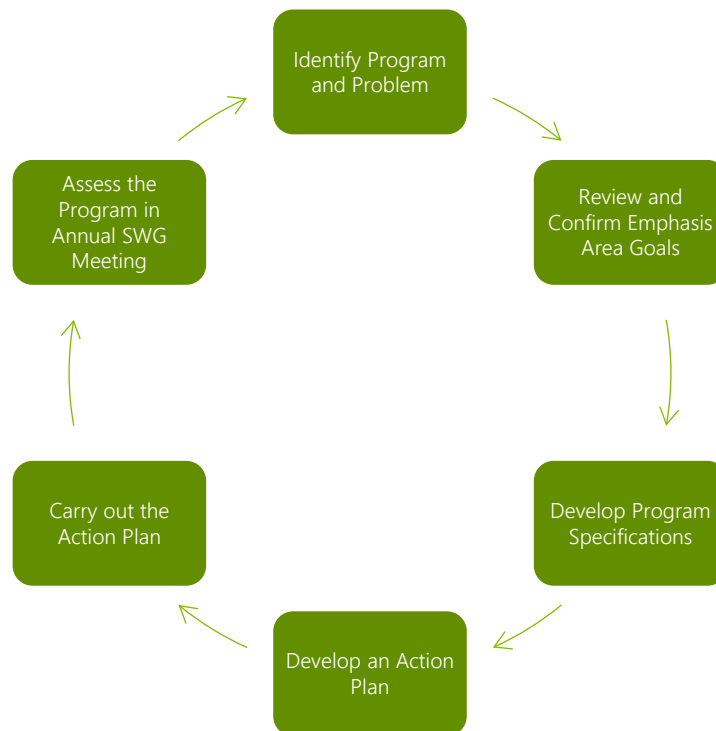 Identify Program
and Problem
Review and
Confirm Emphasis
Area Goals
Develop Program
Specifications
Develop an Action
Plan
Carry out the
Action Plan
Assess the
Program in
Annual SWG
Meeting